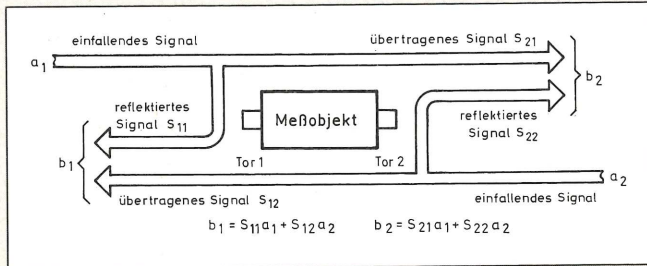 einfallendes Signal
übertragenes Signal S21
a1
b2
reflektiertes
Signal S11
Meßobjekt
reflektiertes
Signal S22
b1
Tor 1
Tor 2
a2
übertragenes Signal S12
einfallendes Signal
b1 = S11a1 + S12a2
b2 = S21a1 + S22a2